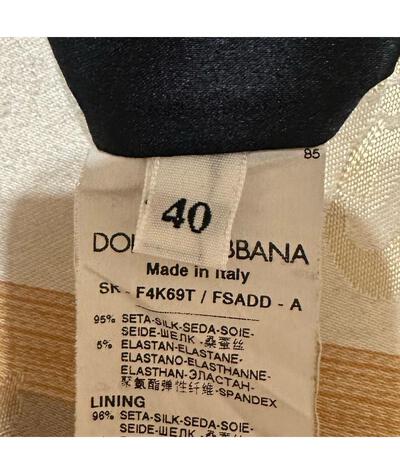 85
40
Made in Italy
SR - F4K69T / FSADD - A
95% SETA-SILK-SEDA-SOIE-
SEIDE-ШЕЛК -桑蚕丝
5% ELASTAN-ELASTANE-
ELASTANO-ELASTHANNE-
ELASTHAN-ЭЛАСТАН-
聚氨酯弹性纤维-SPANDEX
LINING
96% SETA-SILK-SEDA-SOIE-
SEIDE-ШЕЛК -桑蚕丝